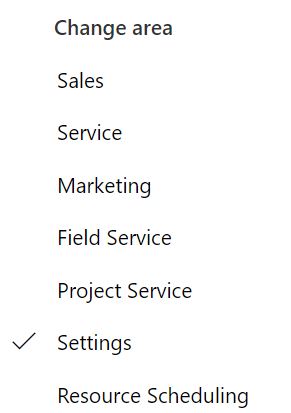 Change area
Sales
Service
Marketing
Field Service
Project Service
Settings
Resource Scheduling